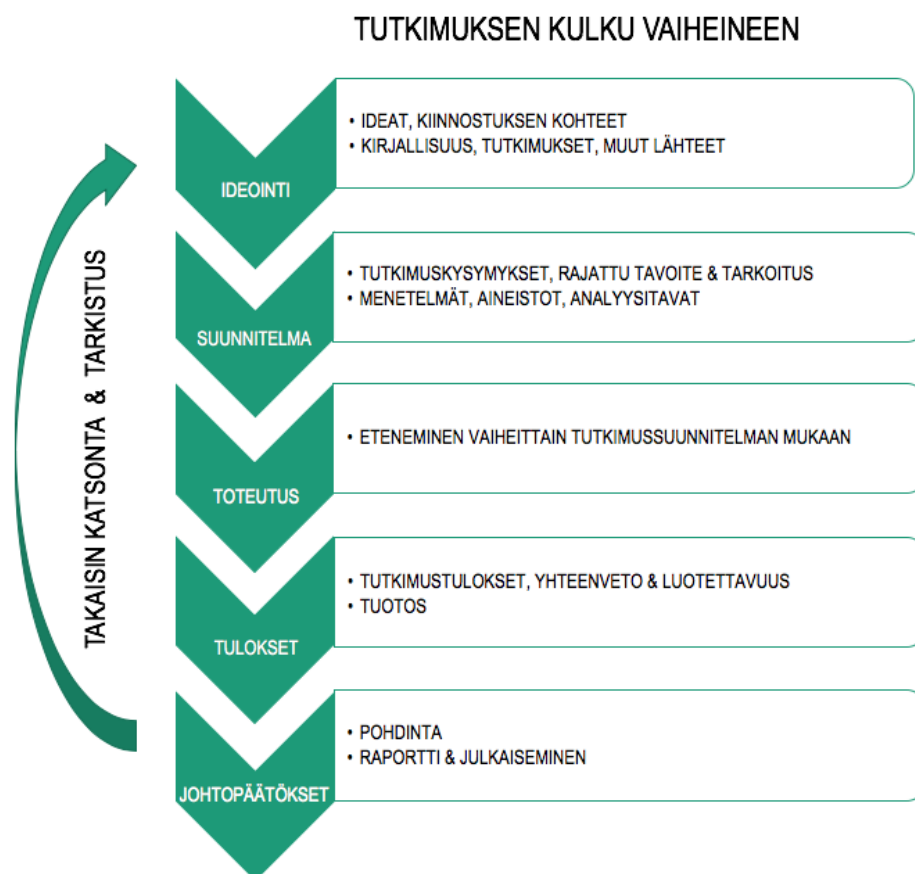 TUTKIMUKSEN KULKU VAIHEINEEN
• IDEAT, KIINNOSTUKSEN KOHTEET
• KIRJALLISUUS, TUTKIMUKSET, MUUT LÄHTEET
IDEOINTI
• TUTKIMUSKYSYMYKSET, RAJATTU TAVOITE & TARKOITUS
• MENETELMÄT, AINEISTOT, ANALYYSITAVAT
SUUNNITELMA
• ETENEMINEN VAIHEITTAIN TUTKIMUSSUUNNITELMAN MUKAAN
TOTEUTUS
• TUTKIMUSTULOKSET, YHTEENVETO & LUOTETTAVUUS
• TUOTOS
TULOKSET
• POHDINTA
• RAPORTTI & JULKAISEMINEN
JOHTOPÄÄTÖKSET
TAKAISIN KATSONTA & TARKISTUS